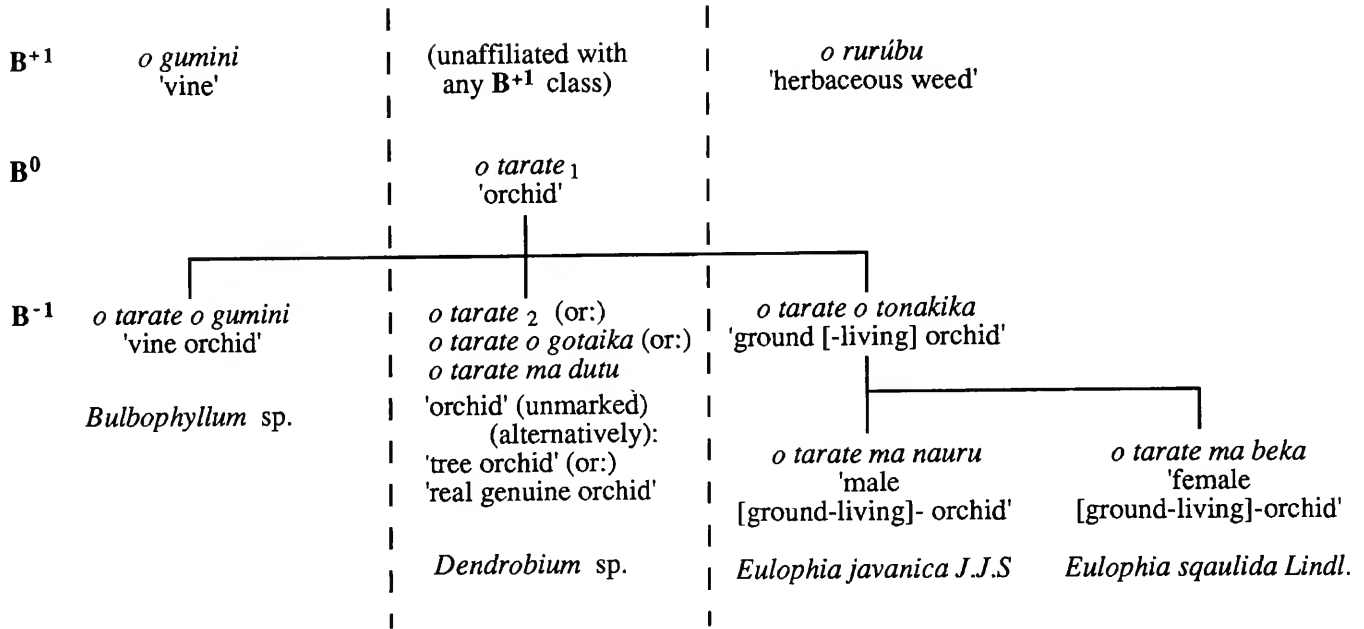 B+1 o gumini (unaffiliated with o rurúbu
'vine' any B+1 class) 'herbaceous weed'
B0 o tarate 1
'orchid'
B-1 o tarate o gumini o tarate 2 (or:) o tarate o tonakika
'vine orchid' o tarate o gotaika (or:) 'ground [-living] orchid'
o tarate ma dutu
Bulbophyllum sp. 'orchid' (unmarked)
(alternatively):
'tree orchid' (or:) o tarate ma nauru o tarate ma beka
'real genuine orchid' 'male 'female
[ground-living]- orchid' [ground-living]-orchid'
Dendrobium sp. Eulophia javanica J.J.S Eulophia sqaulida Lindl.